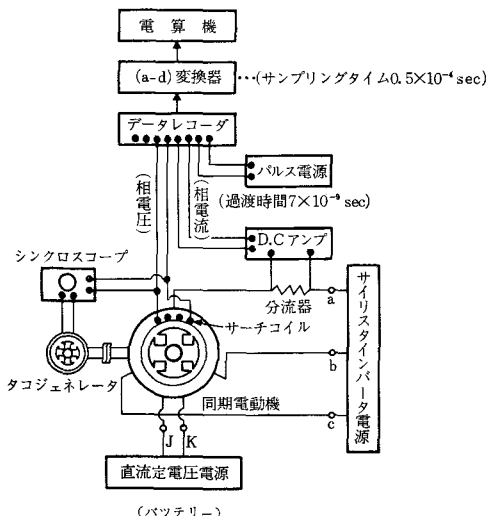 電算機
(a-d)変換器
…(サンプリングタイム0.5×10⁻⁴sec)
データレコーダ
パルス電源
(過渡時間7×10⁻⁹sec)
(相電圧)
(相電流)
D.Cアンプ
シンクロスコープ
分流器
a
サーチコイル
サイリスタインバータ電源
b
タコジェネレータ
同期電動機
c
J K
直流定電圧電源
(バッテリー)